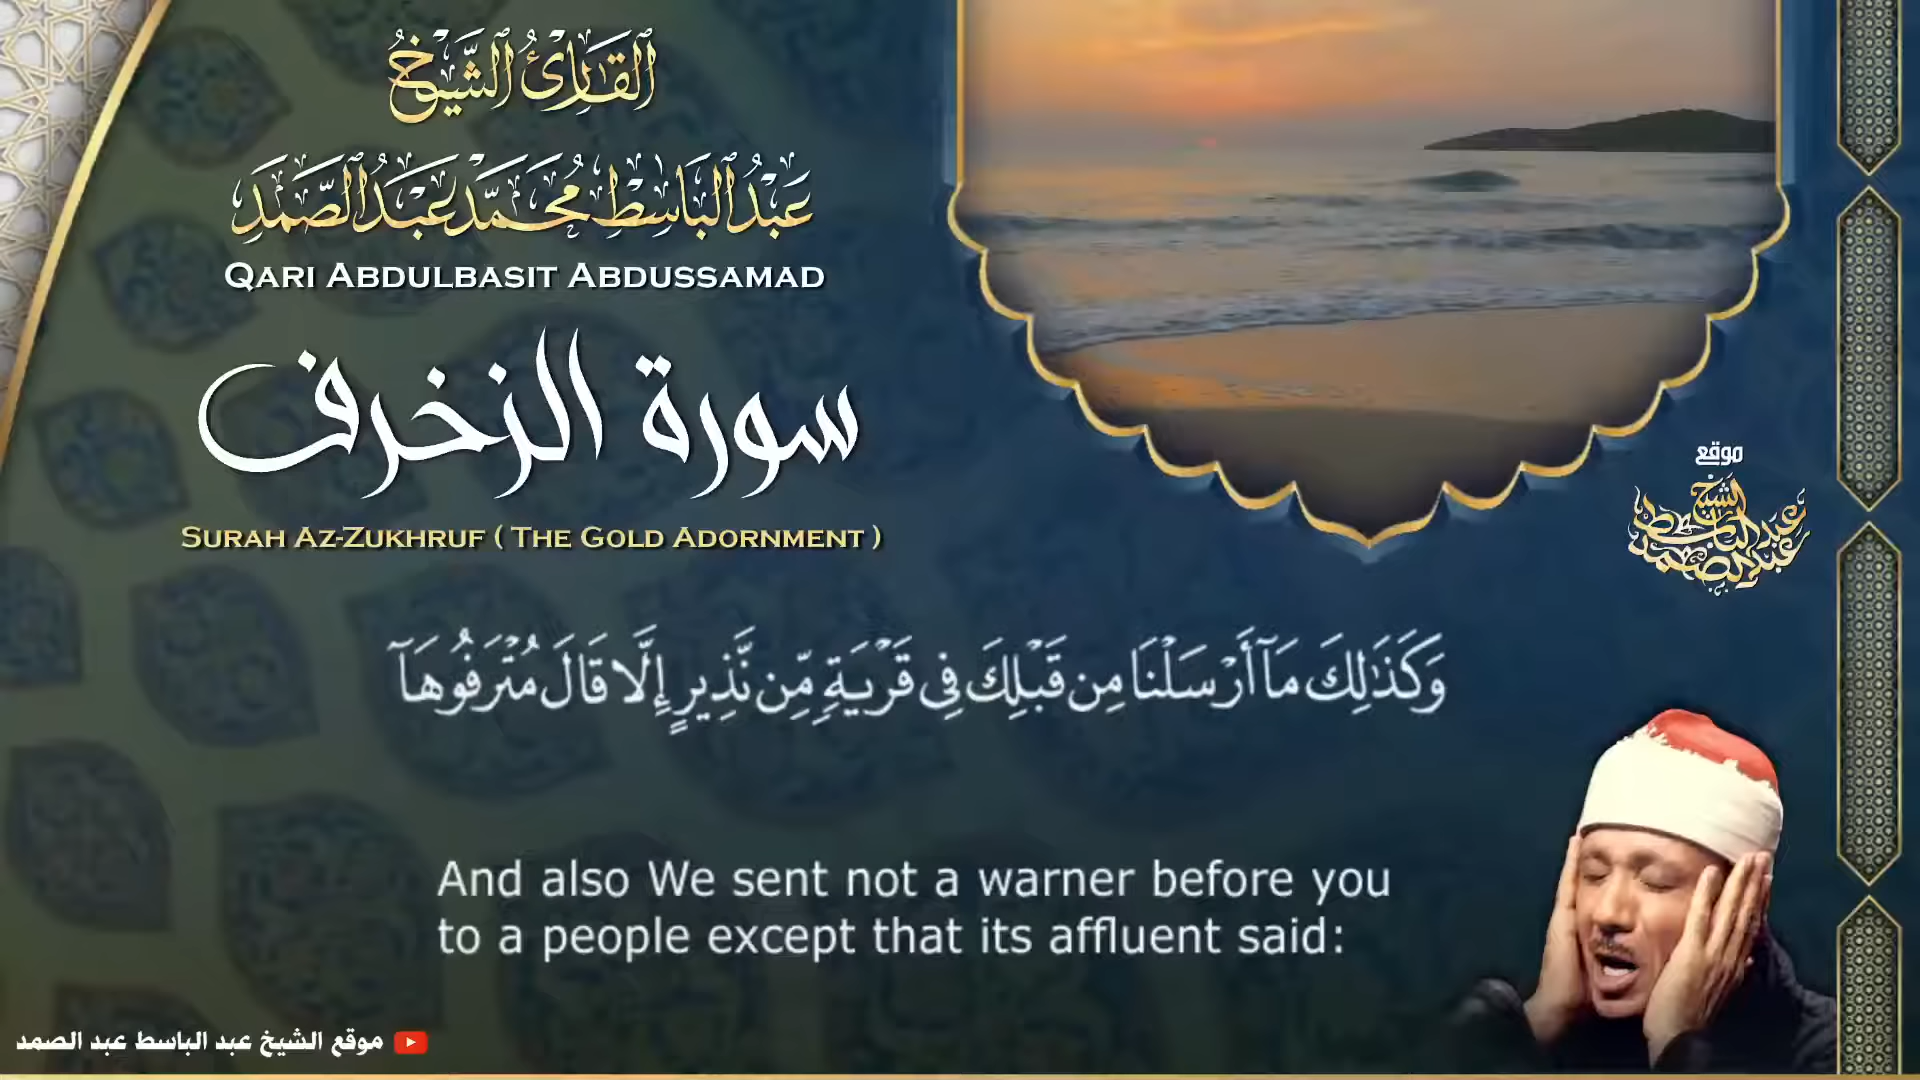 القارئ الشيخ
عبد الباسط محمد عبد الصمد
QARI ABDULBASIT ABDUSSAMAD
سورة الزخرف
SURAH AZ-ZUKHRUF ( THE GOLD ADORNMENT )
موقع
الشيخ
عبد الباسط
عبد الصمد
وَكَذَٰلِكَ مَآ أَرْسَلْنَا مِن قَبْلِكَ فِى قَرْيَةٍ مِّن نَّذِيرٍ إِلَّا قَالَ مُتْرَفُوهَآ
And also We sent not a warner before you
to a people except that its affluent said:
موقع الشيخ عبد الباسط عبد الصمد